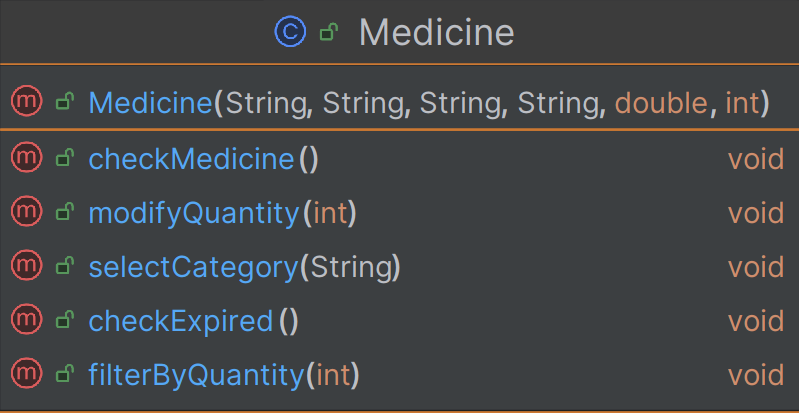 © Medicine
m Medicine(String, String, String, String, double, int)
m checkMedicine() void
m modifyQuantity(int) void
m selectCategory(String) void
m checkExpired() void
m filterByQuantity(int) void